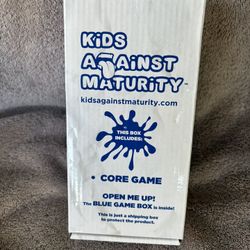 KiDS
AGAiNST
MATURiTY
kidsagainstmaturity.com
THIS BOX
INCLUDES:
• CORE GAME
OPEN ME UP!
The BLUE GAME BOX is inside!
This is just a shipping box
to protect the product.